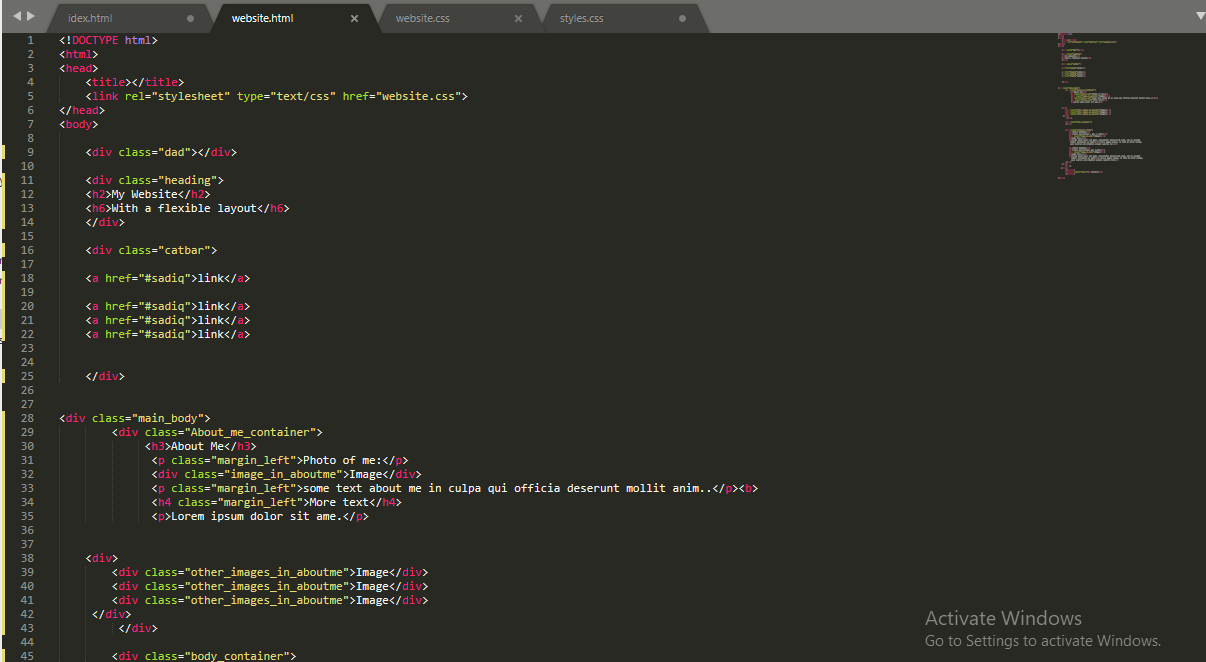 idex.html website.html website.css styles.css
1 <!DOCTYPE html>
2 <html>
3 <head>
4 <title></title>
5 <link rel="stylesheet" type="text/css" href="website.css">
6 </head>
7 <body>
8
9 <div class="dad"></div>
10
11 <div class="heading">
12 <h2>My Website</h2>
13 <h6>With a flexible layout</h6>
14 </div>
15
16 <div class="catbar">
17
18 <a href="#sadiq">link</a>
19
20 <a href="#sadiq">link</a>
21 <a href="#sadiq">link</a>
22 <a href="#sadiq">link</a>
23
24
25 </div>
26
27
28 <div class="main_body">
29 <div class="About_me_container">
30 <h3>About Me</h3>
31 <p class="margin_left">Photo of me:</p>
32 <div class="image_in_aboutme">Image</div>
33 <p class="margin_left">some text about me in culpa qui officia deserunt mollit anim..</p><b>
34 <h4 class="margin_left">More text</h4>
35 <p>Lorem ipsum dolor sit ame.</p>
36
37
38 <div>
39 <div class="other_images_in_aboutme">Image</div>
40 <div class="other_images_in_aboutme">Image</div>
41 <div class="other_images_in_aboutme">Image</div>
42 </div>
43 </div>
44
45 <div class="body_container">
Activate Windows
Go to Settings to activate Windows.